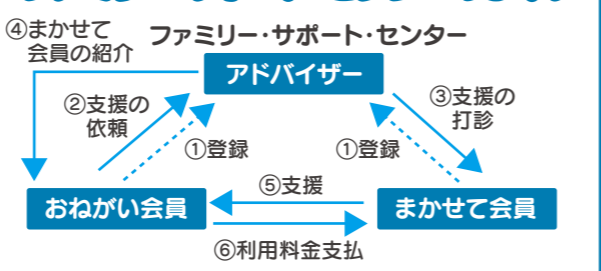 ④まかせて
会員の紹介
ファミリー・サポート・センター
アドバイザー
②支援の
依頼
③支援の
打診
①登録
①登録
⑤支援
おねがい会員
まかせて会員
⑥利用料金支払